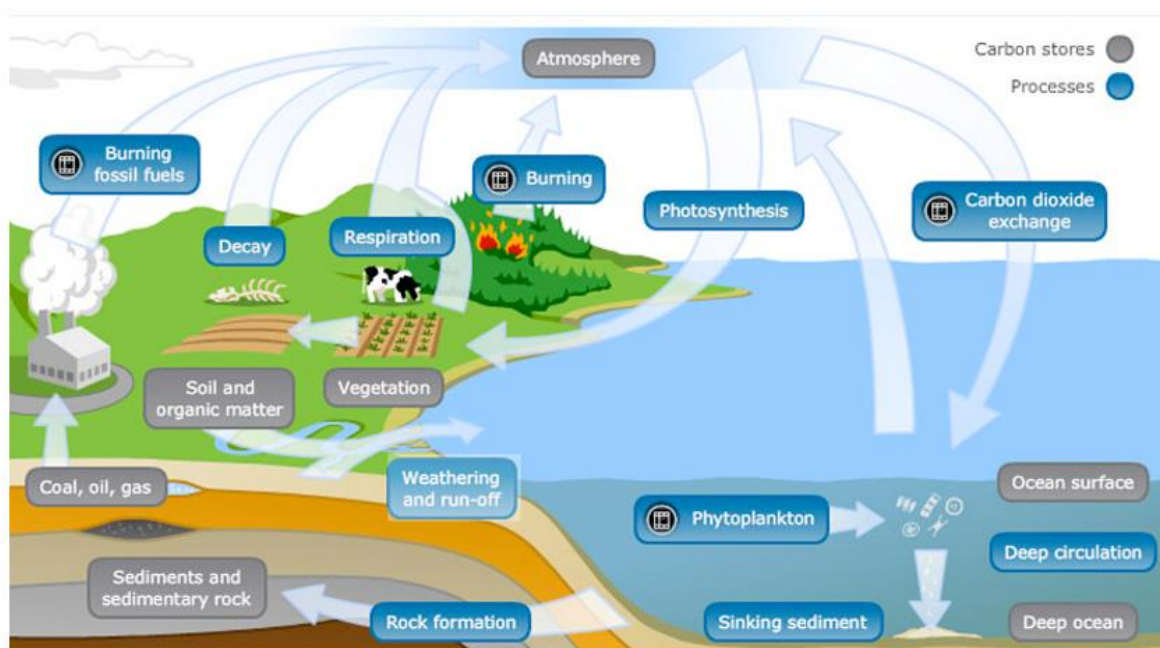 Atmosphere
Carbon stores
Processes
Burning
fossil fuels
Burning
Decay
Respiration
Photosynthesis
Carbon dioxide
exchange
Soil and
organic matter
Vegetation
Coal, oil, gas
Weathering
and run-off
Ocean surface
Phytoplankton
Deep circulation
Sediments and
sedimentary rock
Rock formation
Sinking sediment
Deep ocean